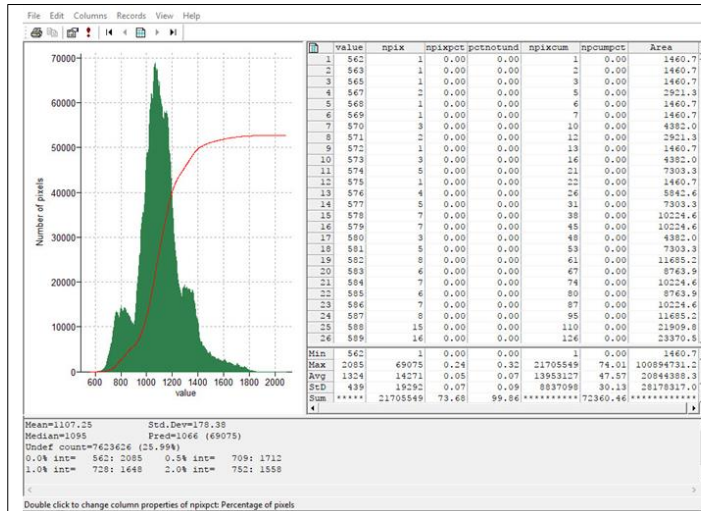 File Edit Columns Records View Help
70000
60000
50000
40000
30000
20000
10000
0
Number of pixels
600 800 1000 1200 1400 1600 1800 2000
value
value npix npixpct pctnotund npixcum npcumpct Area
1 562 1 0.00 0.00 1 0.00 1460.7
2 563 1 0.00 0.00 2 0.00 1460.7
3 565 1 0.00 0.00 3 0.00 1460.7
4 567 2 0.00 0.00 5 0.00 2921.3
5 568 1 0.00 0.00 6 0.00 1460.7
6 569 1 0.00 0.00 7 0.00 1460.7
7 570 3 0.00 0.00 10 0.00 4382.0
8 571 2 0.00 0.00 12 0.00 2921.3
9 572 1 0.00 0.00 13 0.00 1460.7
10 573 3 0.00 0.00 16 0.00 4382.0
11 574 5 0.00 0.00 21 0.00 7303.3
12 575 1 0.00 0.00 22 0.00 1460.7
13 576 4 0.00 0.00 26 0.00 5842.6
14 577 5 0.00 0.00 31 0.00 7303.3
15 578 7 0.00 0.00 38 0.00 10224.6
16 579 7 0.00 0.00 45 0.00 10224.6
17 580 3 0.00 0.00 48 0.00 4382.0
18 581 5 0.00 0.00 53 0.00 7303.3
19 582 8 0.00 0.00 61 0.00 11685.2
20 583 6 0.00 0.00 67 0.00 8763.9
21 584 7 0.00 0.00 74 0.00 10224.6
22 585 6 0.00 0.00 80 0.00 8763.9
23 586 7 0.00 0.00 87 0.00 10224.6
24 587 8 0.00 0.00 95 0.00 11685.2
25 588 15 0.00 0.00 110 0.00 21909.8
26 589 16 0.00 0.00 126 0.00 23370.5
Min 562 1 0.00 0.00 1 0.00 1460.7
Max 2085 69075 0.24 0.32 21705549 74.01 100894731.2
Avg 1324 14271 0.05 0.07 13953127 47.57 20844388.3
StD 439 19292 0.07 0.09 8837098 30.13 28178317.0
Sum ***** 21705549 73.68 99.86 ********** 72360.46 ************
Mean=1107.25 Std.Dev=178.38
Median=1095 Pred=1066 (69075)
Undef count=7623626 (25.99%)
0.0% int= 562: 2085 0.5% int= 709: 1712
1.0% int= 728: 1648 2.0% int= 752: 1558
Double click to change column properties of npixpct: Percentage of pixels